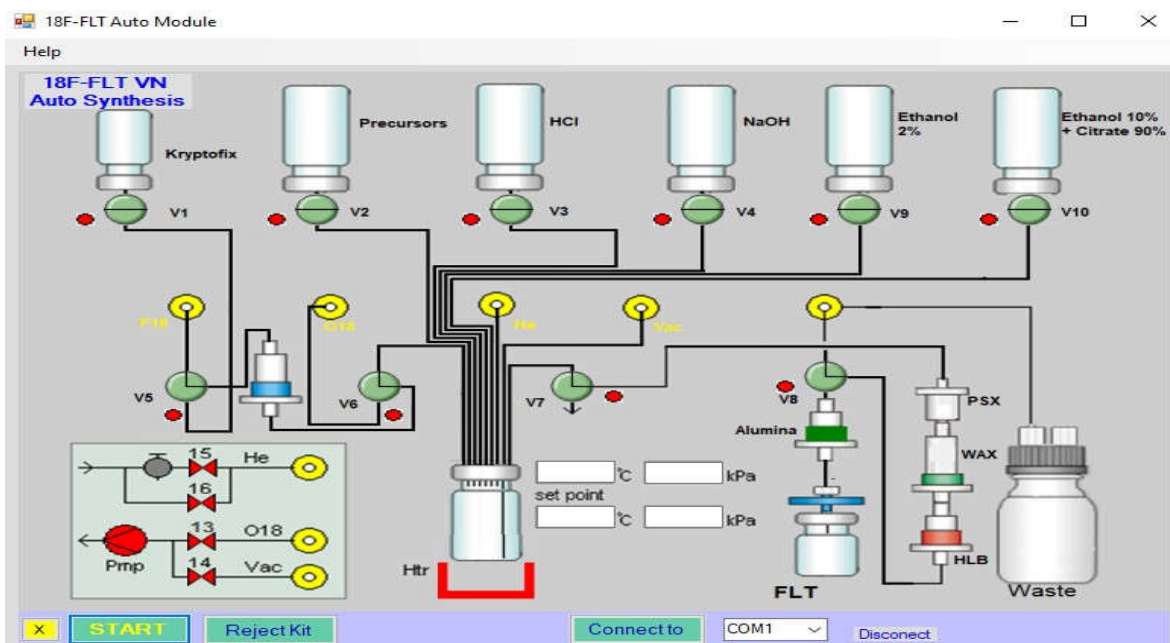 18F-FLT Auto Module
Help
18F-FLT VN
Auto Synthesis
Kryptofix
Precursors
HCl
NaOH
Ethanol
2%
Ethanol 10%
+ Citrate 90%
V1
V2
V3
V4
V9
V10
F18
O18
He
Vac
V5
V6
V7
V8
PSX
Alumina
WAX
HLB
15
He
16
13
O18
14
Vac
Pmp
°C
kPa
set point
°C
kPa
Htr
FLT
Waste
X
START
Reject Kit
Connect to
COM1
Disconect